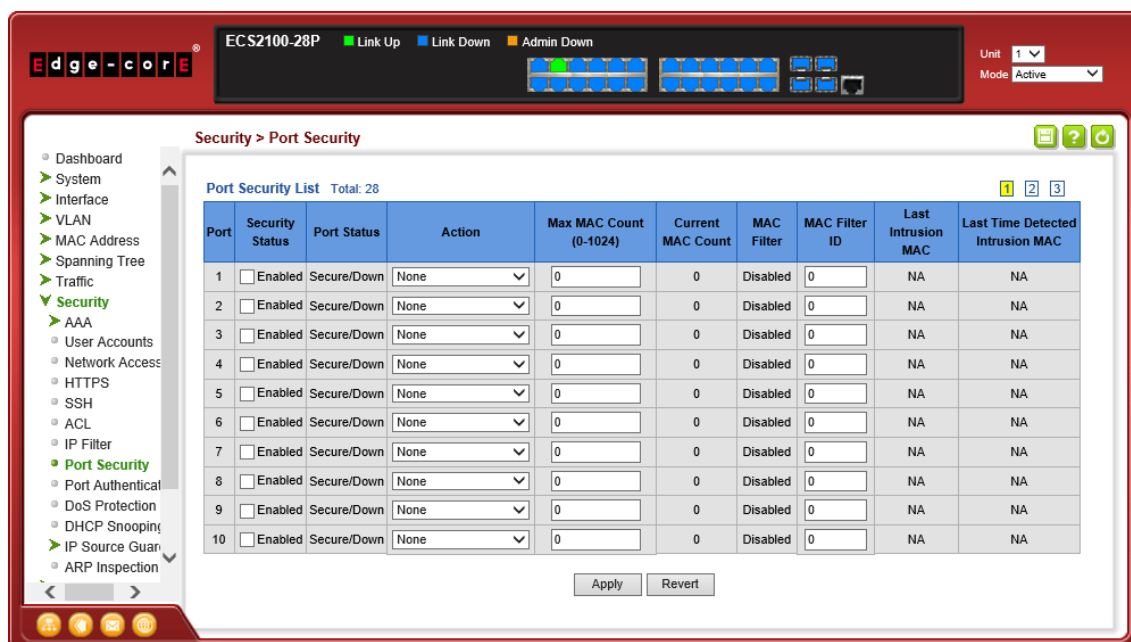 Edge-corE®
ECS2100-28P Link Up Link Down Admin Down
Unit 1
Mode Active
Security > Port Security
Dashboard
System
Interface
VLAN
MAC Address
Spanning Tree
Traffic
Security
AAA
User Accounts
Network Access
HTTPS
SSH
ACL
IP Filter
Port Security
Port Authenticat
DoS Protection
DHCP Snooping
IP Source Guar
ARP Inspection
Port Security List Total: 28
1 2 3
Port Security Status Port Status Action Max MAC Count (0-1024) Current MAC Count MAC Filter MAC Filter ID Last Intrusion MAC Last Time Detected Intrusion MAC
1 Enabled Secure/Down None 0 0 Disabled 0 NA NA
2 Enabled Secure/Down None 0 0 Disabled 0 NA NA
3 Enabled Secure/Down None 0 0 Disabled 0 NA NA
4 Enabled Secure/Down None 0 0 Disabled 0 NA NA
5 Enabled Secure/Down None 0 0 Disabled 0 NA NA
6 Enabled Secure/Down None 0 0 Disabled 0 NA NA
7 Enabled Secure/Down None 0 0 Disabled 0 NA NA
8 Enabled Secure/Down None 0 0 Disabled 0 NA NA
9 Enabled Secure/Down None 0 0 Disabled 0 NA NA
10 Enabled Secure/Down None 0 0 Disabled 0 NA NA
Apply Revert